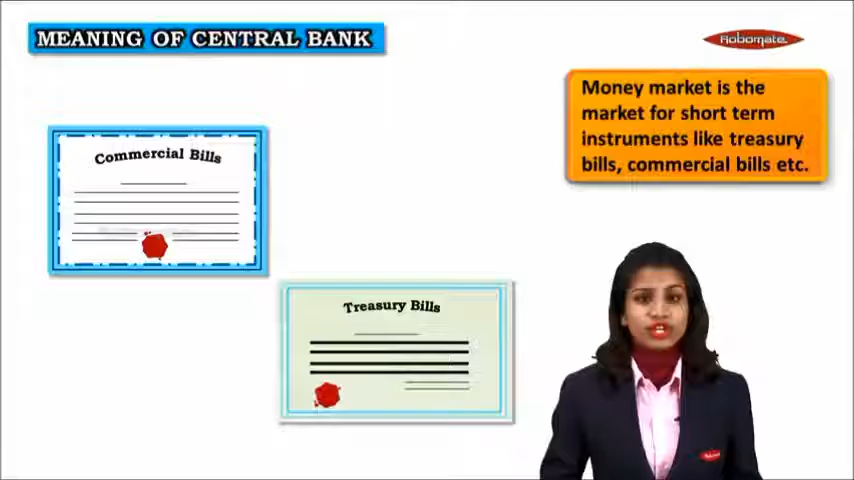 MEANING OF CENTRAL BANK
Robomate
Money market is the
market for short term
instruments like treasury
bills, commercial bills etc.
Commercial Bills
Treasury Bills